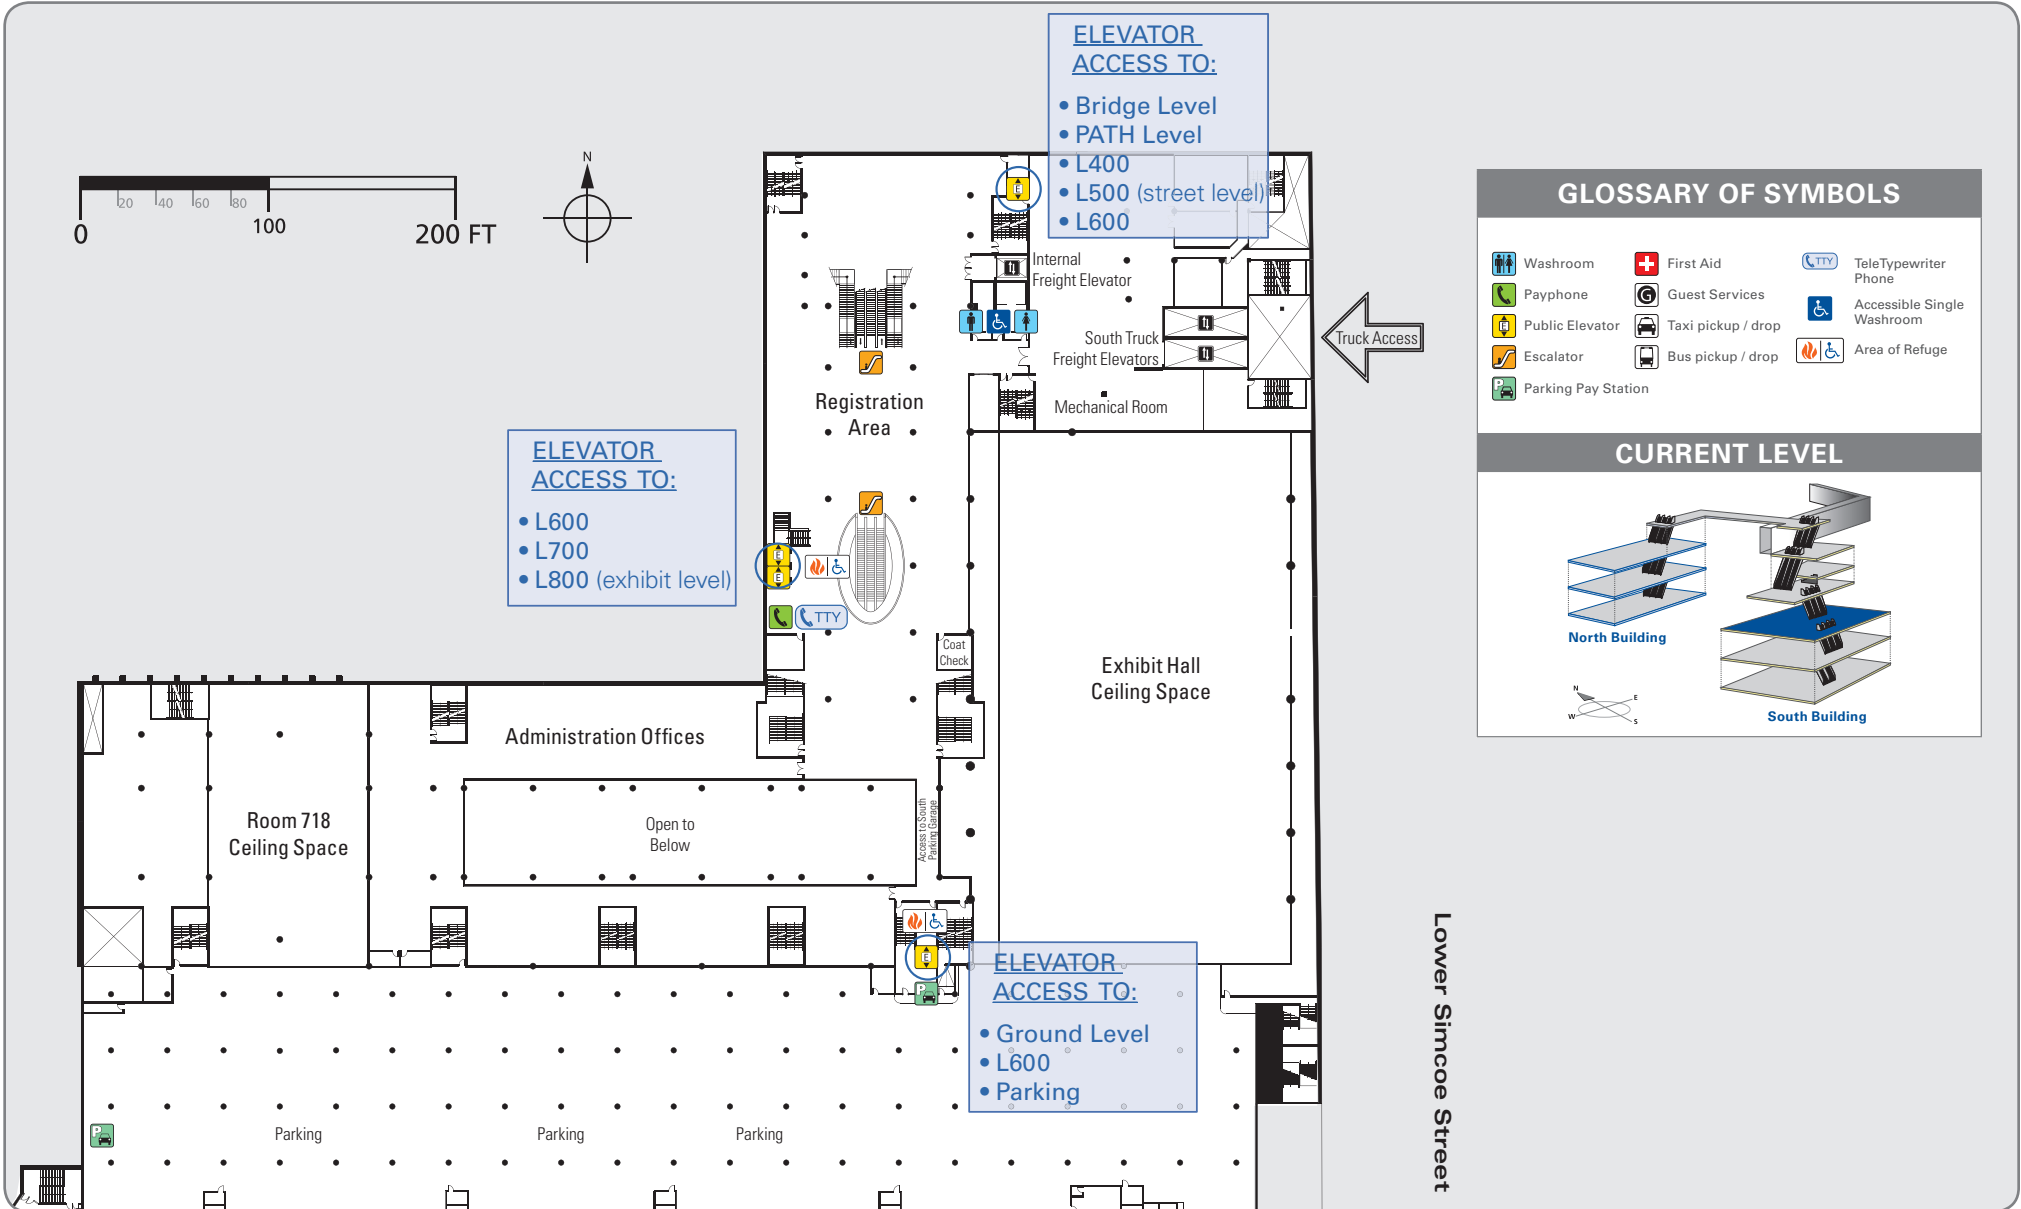 ELEVATOR
ACCESS TO:
• Bridge Level
• PATH Level
• L400
• L500 (street level)
• L600
N
20
40
60
80
0
100
200 FT
E
Internal
Freight Elevator
South Truck
Freight Elevators
Truck Access
Mechanical Room
Registration
Area
ELEVATOR
ACCESS TO:
• L600
• L700
• L800 (exhibit level)
E
E
TTY
Coat
Check
Exhibit Hall
Ceiling Space
Administration Offices
Room 718
Ceiling Space
Open to
Below
Access to South
Parking Garage
E
P
ELEVATOR
ACCESS TO:
• Ground Level
• L600
• Parking
P
Parking
Parking
Parking
Lower Simcoe Street
GLOSSARY OF SYMBOLS
Washroom
Payphone
E
Public Elevator
Escalator
P
Parking Pay Station
First Aid
G
Guest Services
Taxi pickup / drop
Bus pickup / drop
TTY
TeleTypewriter
Phone
Accessible Single
Washroom
Area of Refuge
CURRENT LEVEL
North Building
South Building
N
E
W
S